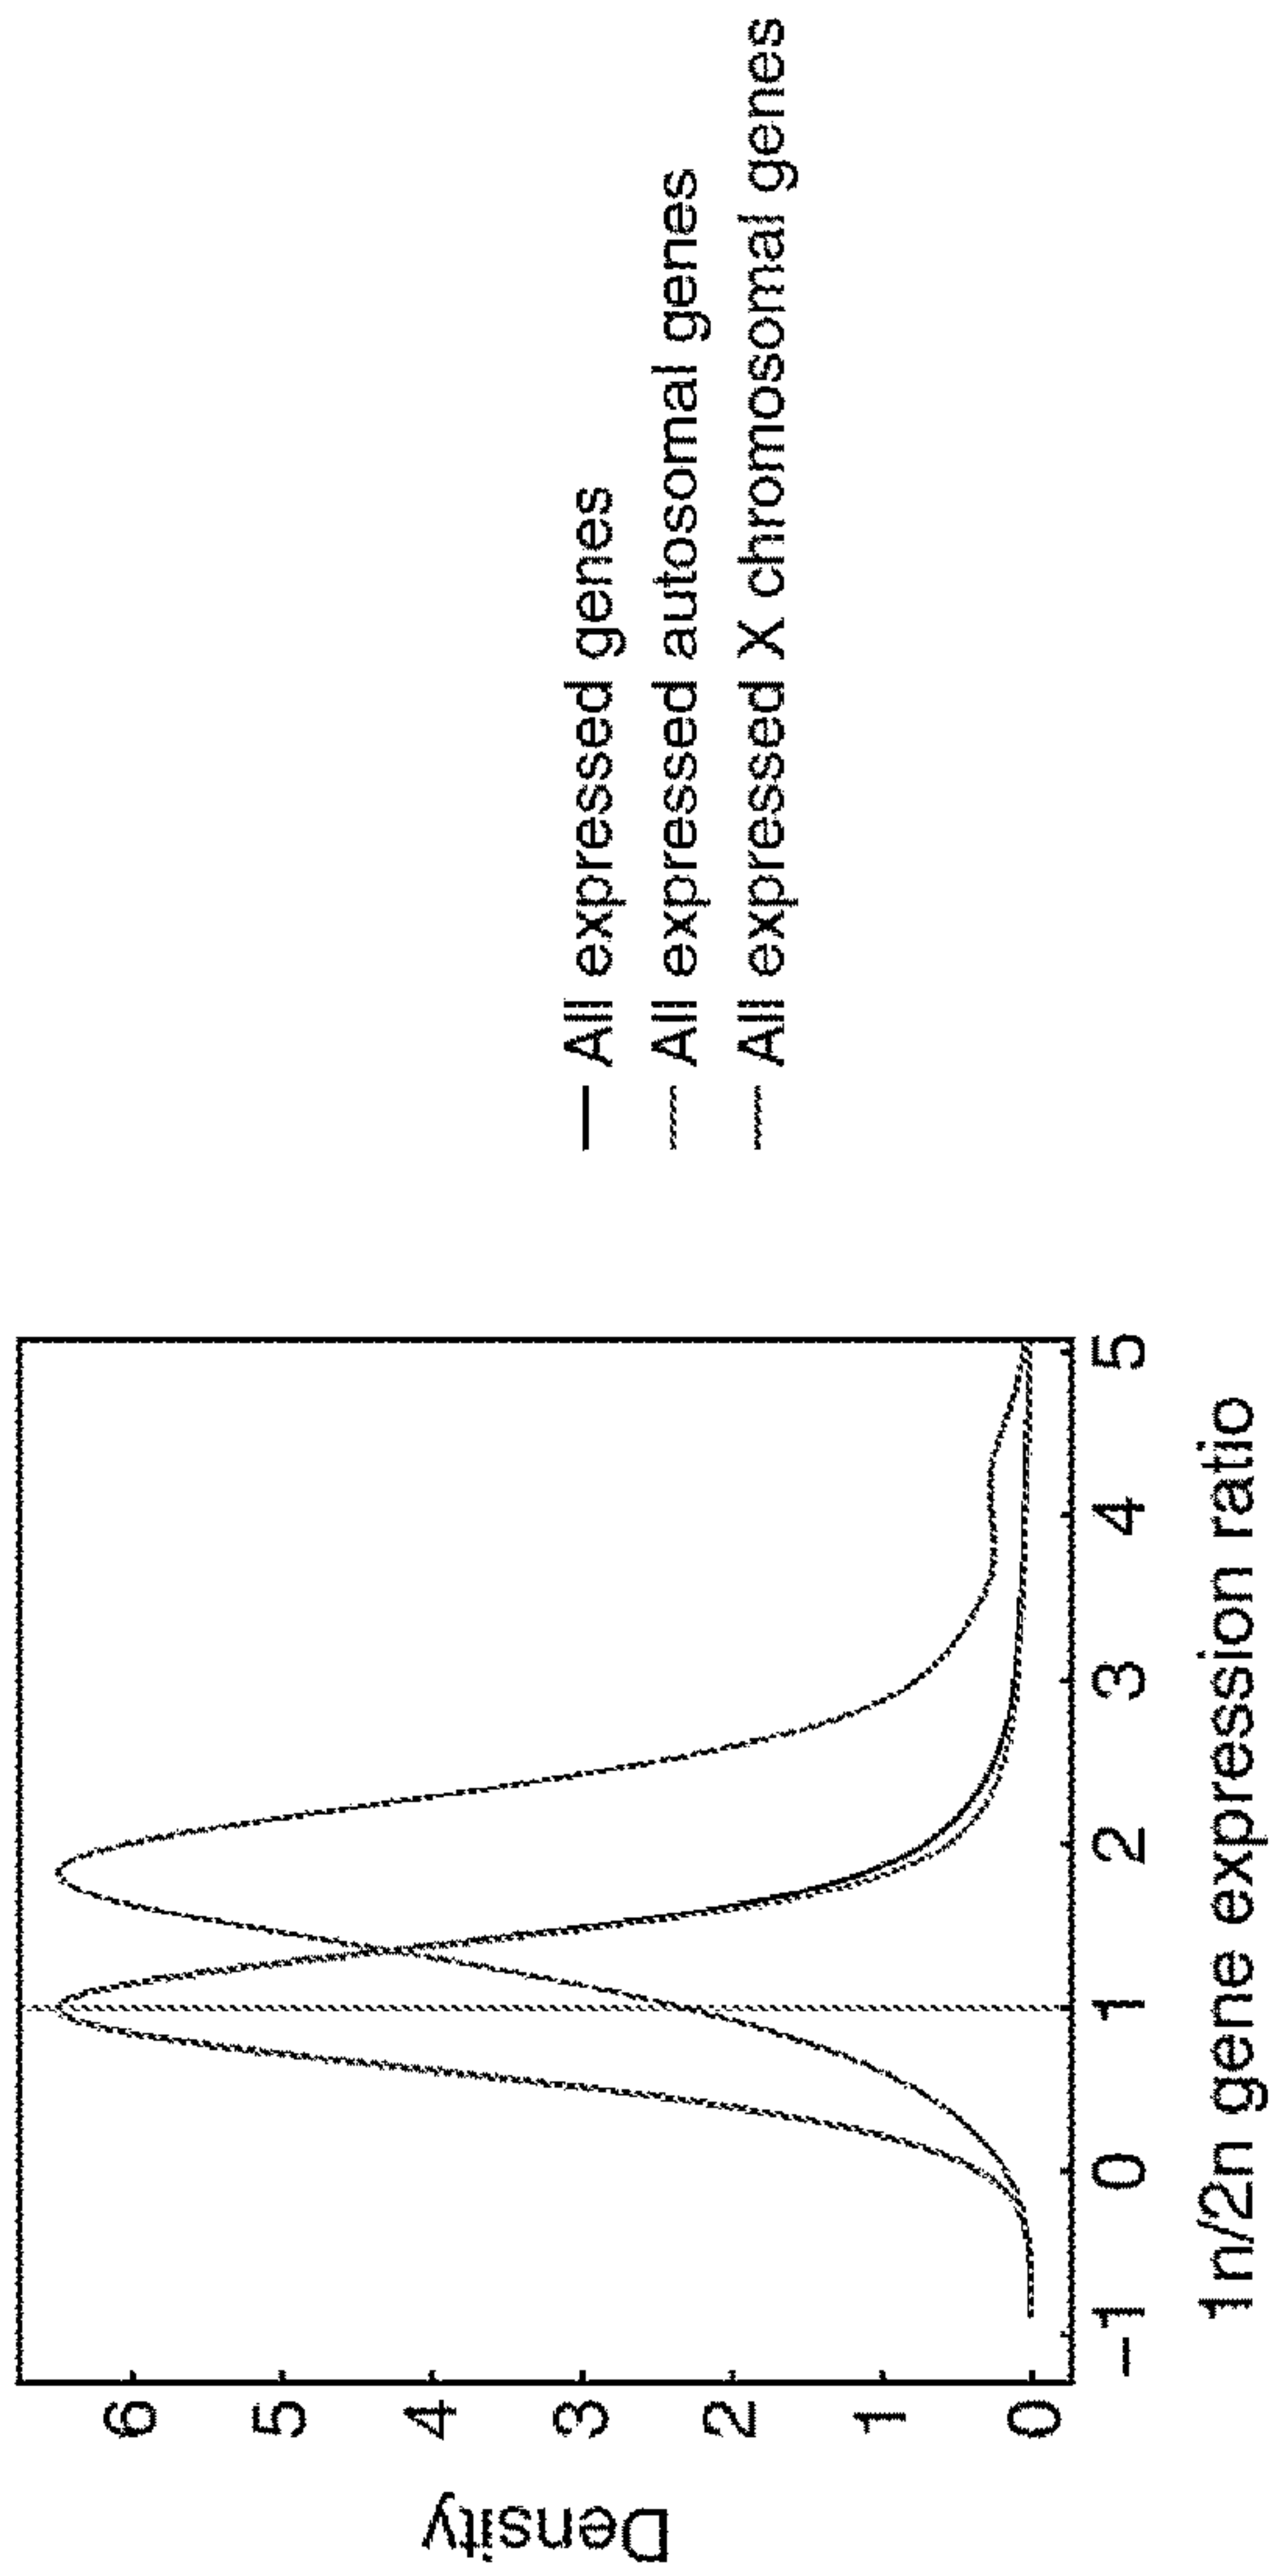 Density
6
5
4
3
2
1
0
−1
0
1
2
3
4
5
1n/2n gene expression ratio
All expressed genes
All expressed autosomal genes
All expressed X chromosomal genes